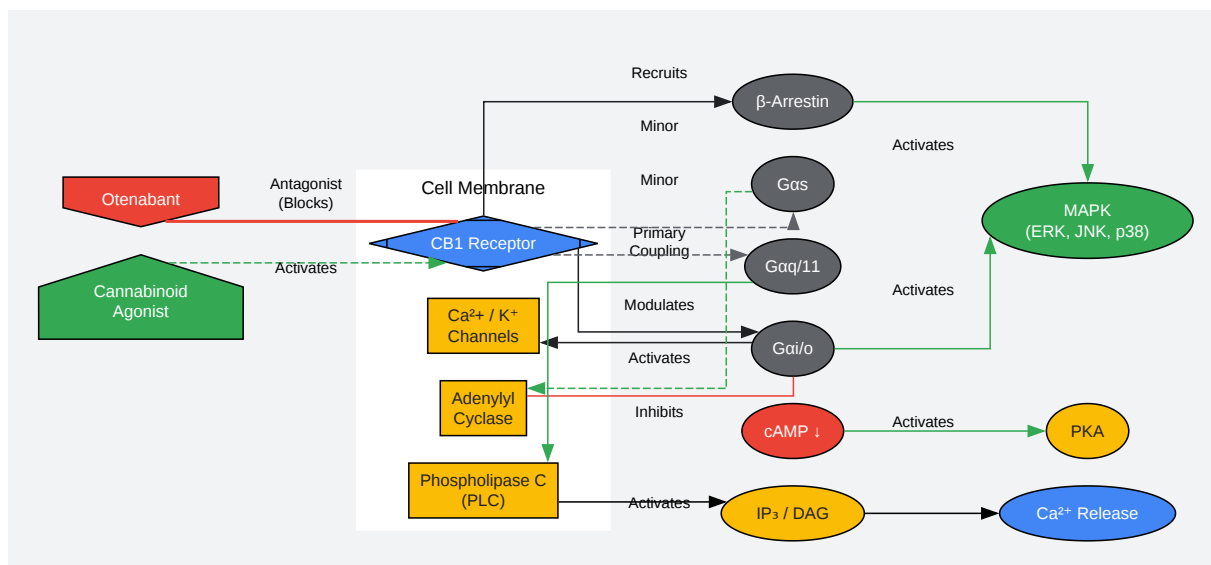 Recruits
β-Arrestin
Minor
Activates
Otenabant
Antagonist
(Blocks)
Cell Membrane
Minor
Gαs
MAPK
(ERK, JNK, p38)
CB1 Receptor
Primary
Coupling
Gαq/11
Activates
Cannabinoid
Agonist
Ca²+ / K⁺
Channels
Modulates
Activates
Gαi/o
Activates
Adenylyl
Cyclase
Inhibits
cAMP ↓
Activates
PKA
Phospholipase C
(PLC)
Activates
IP₃ / DAG
Ca²⁺ Release